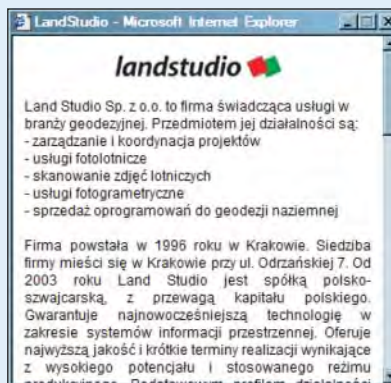 LandStudio - Microsoft Internet Explorer
landstudio
Land Studio Sp. z o.o. to firma świadcząca usługi w
branży geodezyjnej. Przedmiotem jej działalności są:
- zarządzanie i koordynacja projektów
- usługi fotolotnicze
- skanowanie zdjęć lotniczych
- usługi fotogrametryczne
- sprzedaż oprogramowań do geodezji naziemnej
Firma powstała w 1996 roku w Krakowie. Siedziba
firmy mieści się w Krakowie przy ul. Odrzańskiej 7. Od
2003 roku Land Studio jest spółką polsko-
szwajcarską, z przewagą kapitału polskiego.
Gwarantuje najnowocześniejszą technologię w
zakresie systemów informacji przestrzennej. Oferuje
najwyższą jakość i krótkie terminy realizacji wynikające
z wysokiego potencjału i stosowanego reżimu